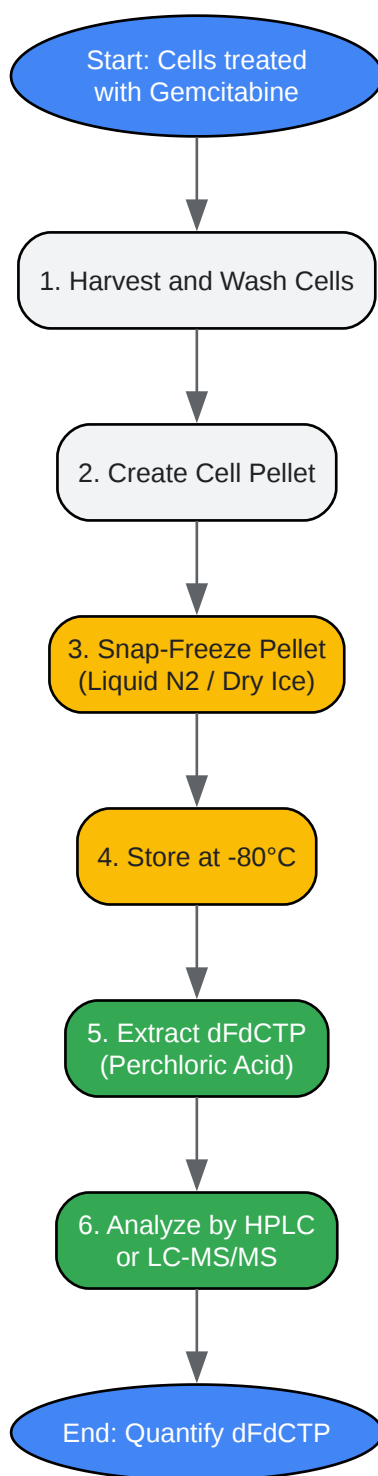 Start: Cells treated
with Gemcitabine
1. Harvest and Wash Cells
2. Create Cell Pellet
3. Snap-Freeze Pellet
(Liquid N2 / Dry Ice)
4. Store at -80°C
5. Extract dFdCTP
(Perchloric Acid)
6. Analyze by HPLC
or LC-MS/MS
End: Quantify dFdCTP